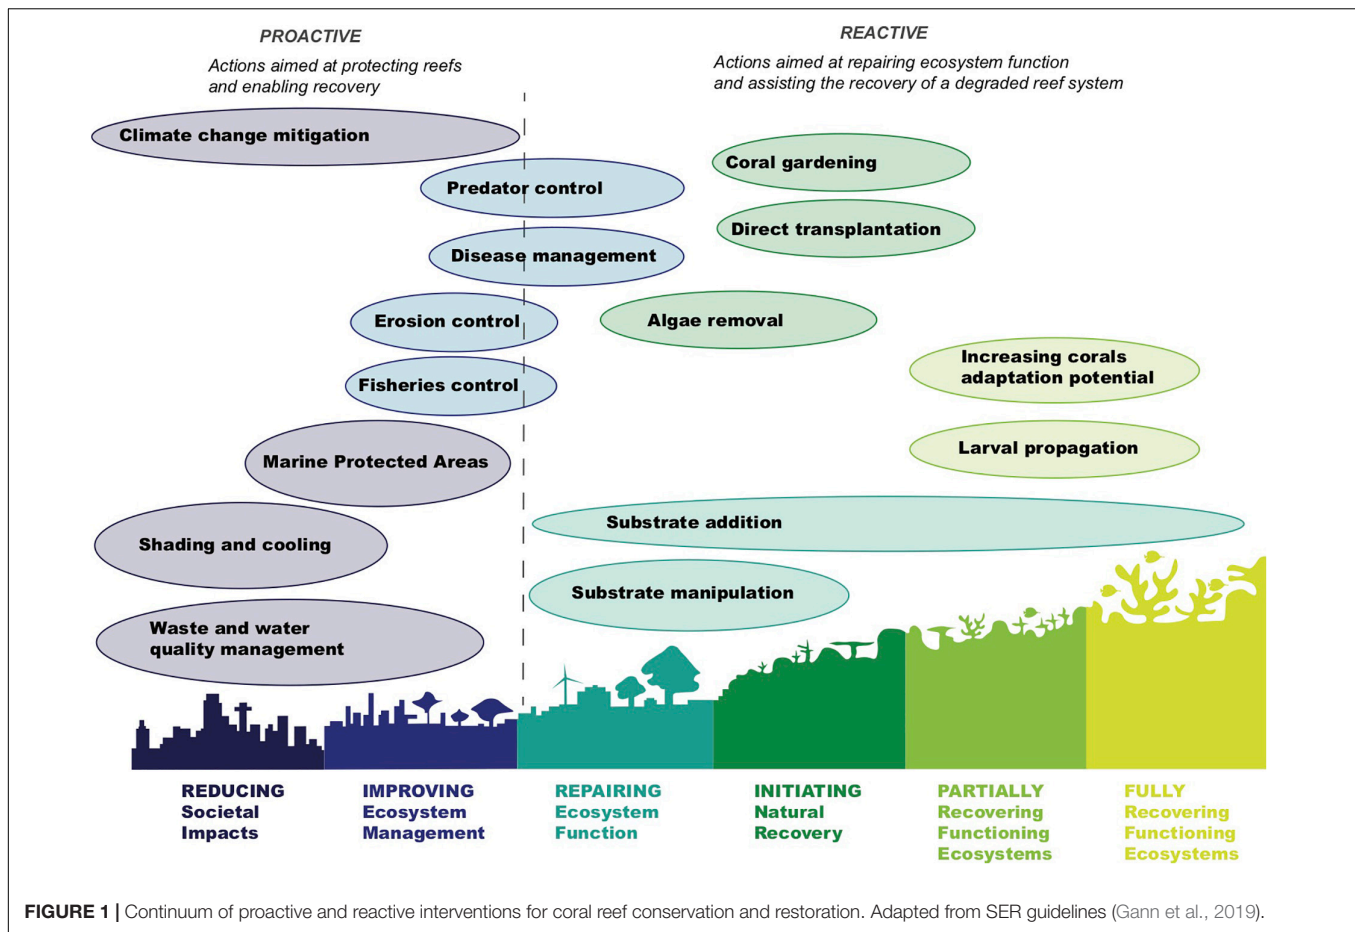 PROACTIVE
Actions aimed at protecting reefs
and enabling recovery
REACTIVE
Actions aimed at repairing ecosystem function
and assisting the recovery of a degraded reef system
Climate change mitigation
Predator control
Disease management
Erosion control
Fisheries control
Marine Protected Areas
Shading and cooling
Waste and water
quality management
Coral gardening
Direct transplantation
Algae removal
Increasing corals
adaptation potential
Larval propagation
Substrate addition
Substrate manipulation
REDUCING
Societal
Impacts
IMPROVING
Ecosystem
Management
REPAIRING
Ecosystem
Function
INITIATING
Natural
Recovery
PARTIALLY
Recovering
Functioning
Ecosystems
FULLY
Recovering
Functioning
Ecosystems
FIGURE 1 | Continuum of proactive and reactive interventions for coral reef conservation and restoration. Adapted from SER guidelines (Gann et al., 2019).